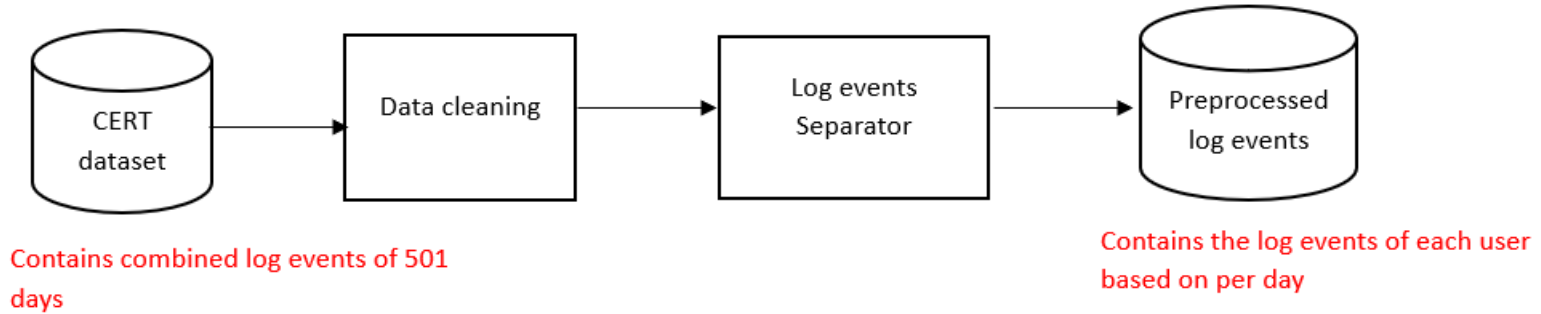 CERT
dataset
Data cleaning
Log events
Separator
Preprocessed
log events
Contains combined log events of 501
days
Contains the log events of each user
based on per day